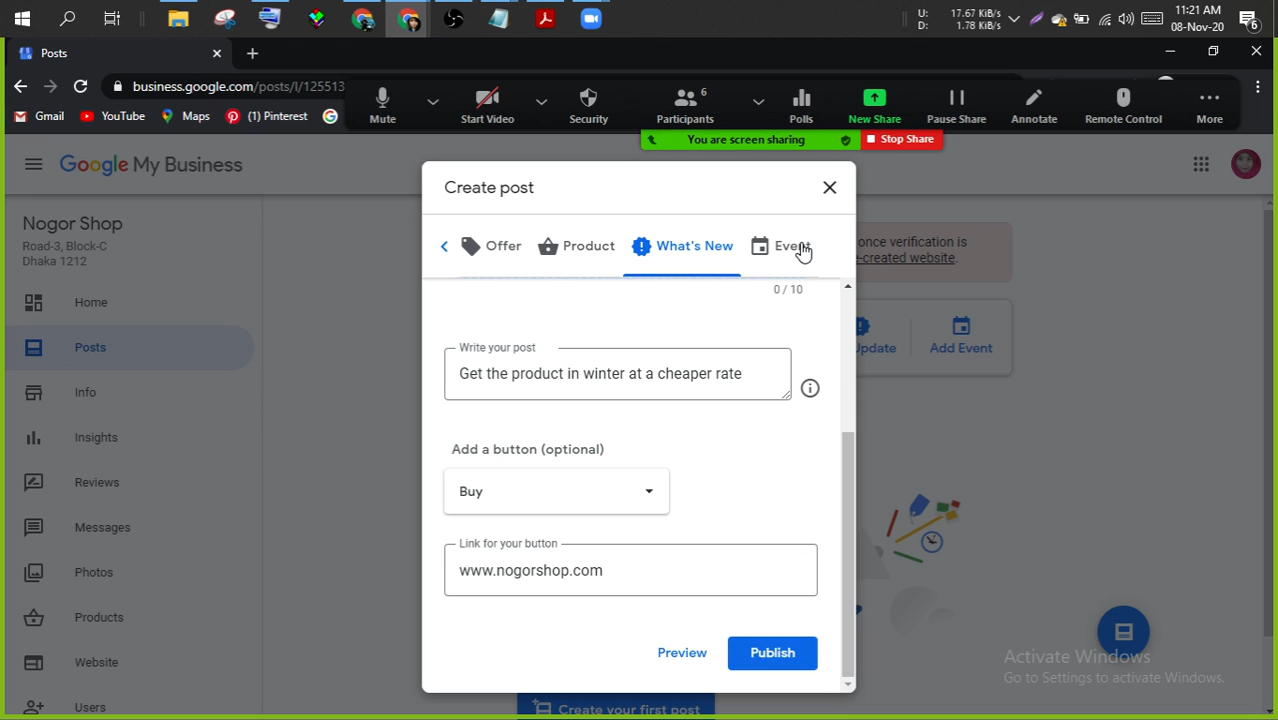 U: 17.67 KiB/s
D: 1.78 KiB/s
11:21 AM
08-Nov-20
6
Posts
business.google.com/posts/l/125513
Gmail
YouTube
Maps
(1) Pinterest
Mute
Start Video
Security
Participants 6
Polls
New Share
Pause Share
Annotate
Remote Control
More
You are screen sharing
Stop Share
Google My Business
Nogor Shop
Road-3, Block-C
Dhaka 1212
Home
Posts
Info
Insights
Reviews
Messages
Photos
Products
Website
Users
Create post
Offer
Product
What's New
Event
0 / 10
Write your post
Get the product in winter at a cheaper rate
Add a button (optional)
Buy
Link for your button
www.nogorshop.com
Preview
Publish
once verification is
e-created website.
Update
Add Event
Create your first post
Activate Windows
Go to Settings to activate Windows.